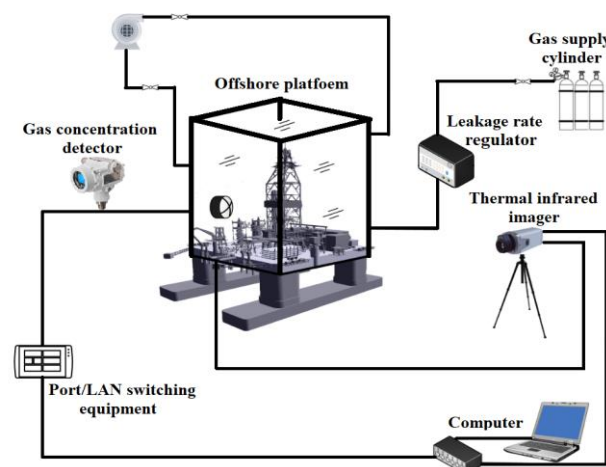 Gas supply
cylinder
Offshore platfoem
Leakage rate
regulator
Gas concentration
detector
Thermal infrared
imager
Port/LAN switching
equipment
Computer